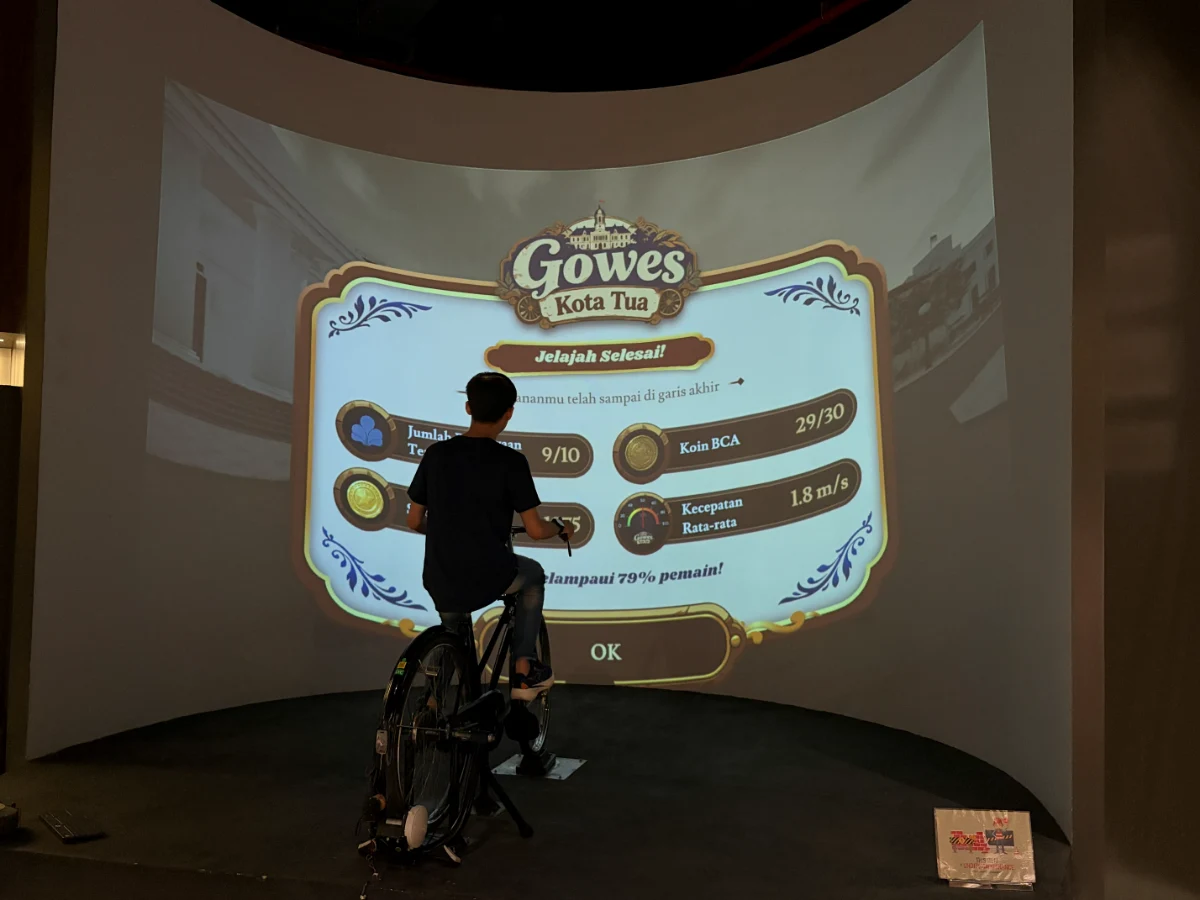 Gowes
Kota Tua
Jelajah Selesai!
telah sampai di garis akhir
Jumlah
9/10
Koin BCA
29/30
Kecepatan
Rata-rata
1.8 m/s
79% pemain!
OK